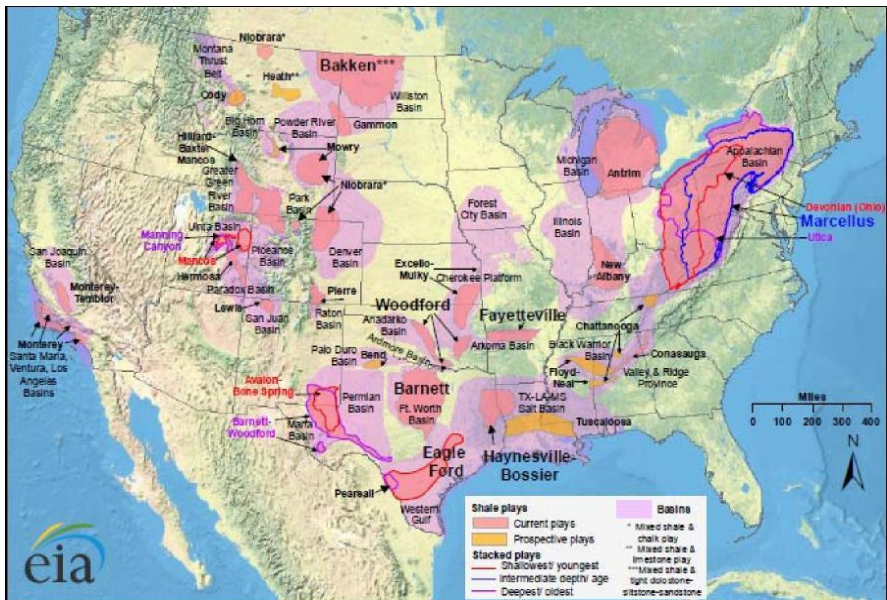 Niobrara*
Montana
Thrust
Belt
Bakken***
Heath**
Cody
Williston
Basin
Big Horn
Basin
Powder River
Basin
Gammon
Hilliard-
Baxter
Mancos
Mowry
Greater
Green
River
Basin
Niobrara*
Park
Basin
Michigan
Basin
Antrim
Appalachian
Basin
Devonian (Ohio)
Marcellus
Utica
Forest
City Basin
Illinois
Basin
Uinta Basin
Manning
Canyon
Mancos
Piceance
Basin
Denver
Basin
Hermosa
Paradox Basin
San Joaquin
Basin
Monterey-
Temblor
Excello-
Mulky
Cherokee Platform
New
Albany
Lewis
Pierre
San Juan
Basin
Raton
Basin
Woodford
Anadarko
Basin
Fayetteville
Chattanooga
Monterey
Santa Maria,
Ventura, Los
Angeles
Basins
Palo Duro
Basin
Bend
Ardmore Basin
Arkoma Basin
Black Warrior
Basin
Conasauga
Floyd-
Neal
Valley & Ridge
Province
Avalon-
Bone Spring
Permian
Basin
Barnett
Ft. Worth
Basin
TX-LA-MS
Salt Basin
Tuscaloosa
Barnett-
Woodford
Marfa
Basin
Eagle
Ford
Haynesville-
Bossier
Pearsall
Western
Gulf
Miles
0 100 200 300 400
N
Shale plays
Current plays
Prospective plays
Stacked plays
Shallowest/ youngest
Intermediate depth/ age
Deepest/ oldest
Basins
* Mixed shale &
chalk play
** Mixed shale &
limestone play
***Mixed shale &
tight dolostone-
siltstone-sandstone
eia